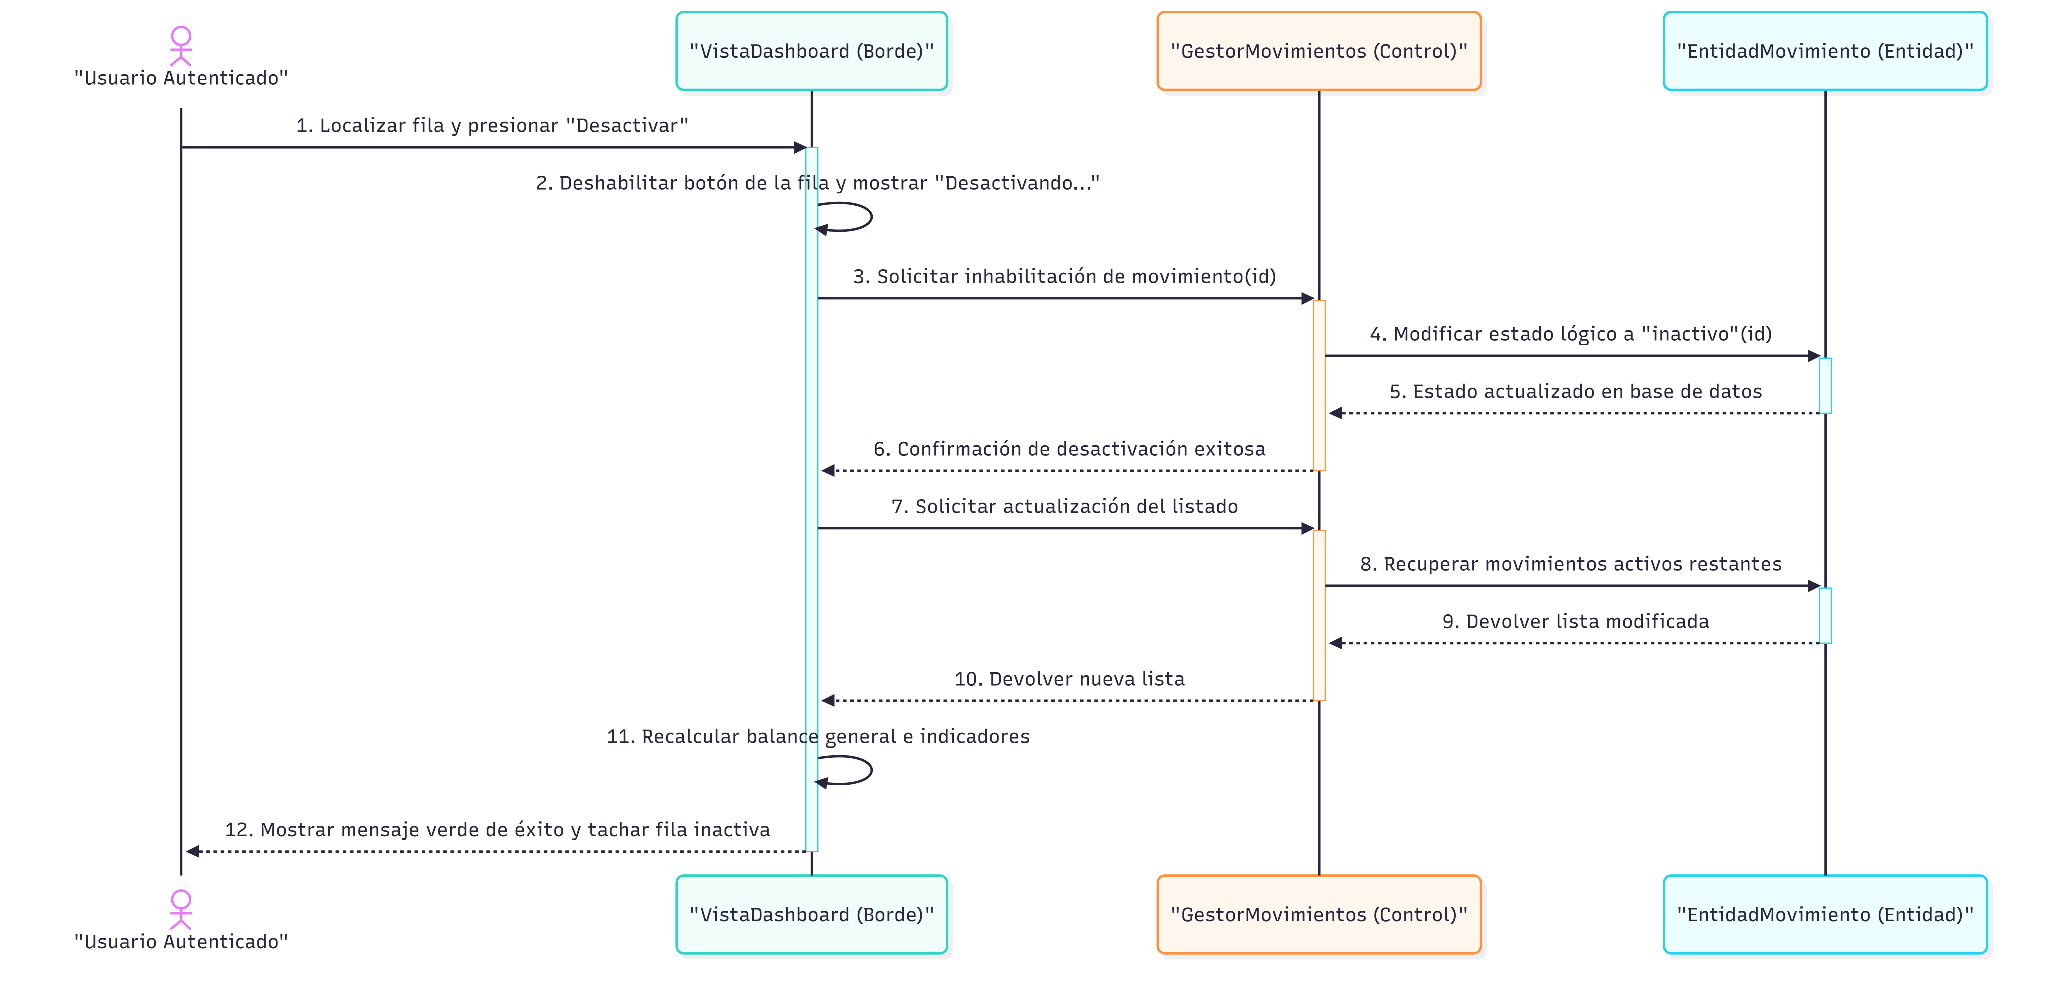 "Usuario Autenticado"
"VistaDashboard (Borde)"
"GestorMovimientos (Control)"
"EntidadMovimiento (Entidad)"
1. Localizar fila y presionar "Desactivar"
2. Deshabilitar botón de la fila y mostrar "Desactivando..."
3. Solicitar inhabilitación de movimiento(id)
4. Modificar estado lógico a "inactivo"(id)
5. Estado actualizado en base de datos
6. Confirmación de desactivación exitosa
7. Solicitar actualización del listado
8. Recuperar movimientos activos restantes
9. Devolver lista modificada
10. Devolver nueva lista
11. Recalcular balance general e indicadores
12. Mostrar mensaje verde de éxito y tachar fila inactiva
"Usuario Autenticado"
"VistaDashboard (Borde)"
"GestorMovimientos (Control)"
"EntidadMovimiento (Entidad)"